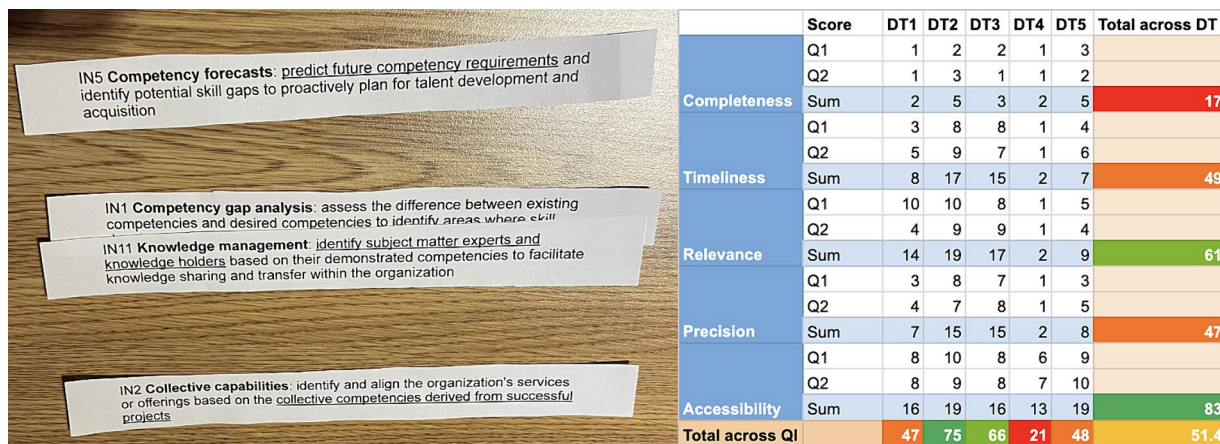 IN5 Competency forecasts: predict future competency requirements and
identify potential skill gaps to proactively plan for talent development and
acquisition
IN1 Competency gap analysis: assess the difference between existing
competencies and desired competencies to identify areas where skill
IN11 Knowledge management: identify subject matter experts and
knowledge holders based on their demonstrated competencies to facilitate
knowledge sharing and transfer within the organization
IN2 Collective capabilities: identify and align the organization's services
or offerings based on the collective competencies derived from successful
projects
Score DT1 DT2 DT3 DT4 DT5 Total across DT
Q1 1 2 2 1 3
Q2 1 3 1 1 2
Completeness Sum 2 5 3 2 5 17
Q1 3 8 8 1 4
Q2 5 9 7 1 6
Timeliness Sum 8 17 15 2 7 49
Q1 10 10 8 1 5
Q2 4 9 9 1 4
Relevance Sum 14 19 17 2 9 61
Q1 3 8 7 1 3
Q2 4 7 8 1 5
Precision Sum 7 15 15 2 8 47
Q1 8 10 8 6 9
Q2 8 9 8 7 10
Accessibility Sum 16 19 16 13 19 83
Total across QI 47 75 66 21 48 51.4